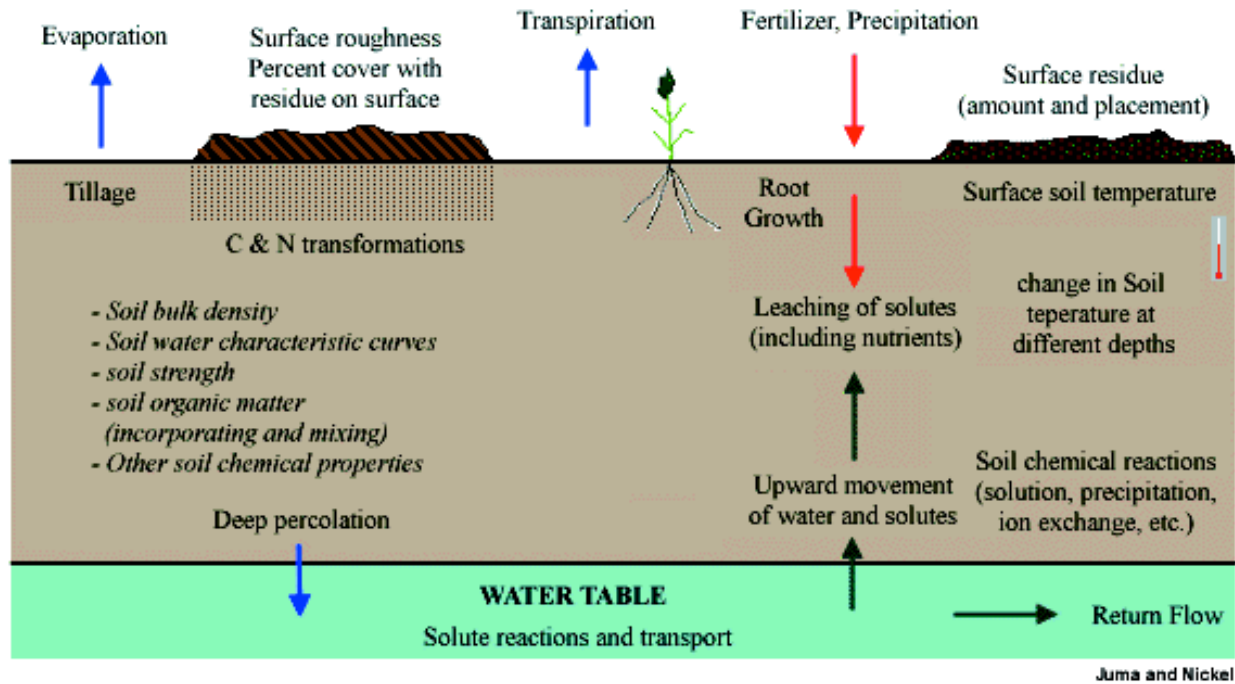 Evaporation
Surface roughness
Percent cover with
residue on surface
Transpiration
Fertilizer, Precipitation
Surface residue
(amount and placement)
Tillage
C & N transformations
Root
Growth
Surface soil temperature
- Soil bulk density
- Soil water characteristic curves
- soil strength
- soil organic matter
(incorporating and mixing)
- Other soil chemical properties
Leaching of solutes
(including nutrients)
change in Soil
teperature at
different depths
Deep percolation
Upward movement
of water and solutes
Soil chemical reactions
(solution, precipitation,
ion exchange, etc.)
WATER TABLE
Solute reactions and transport
Return Flow
Juma and Nickel